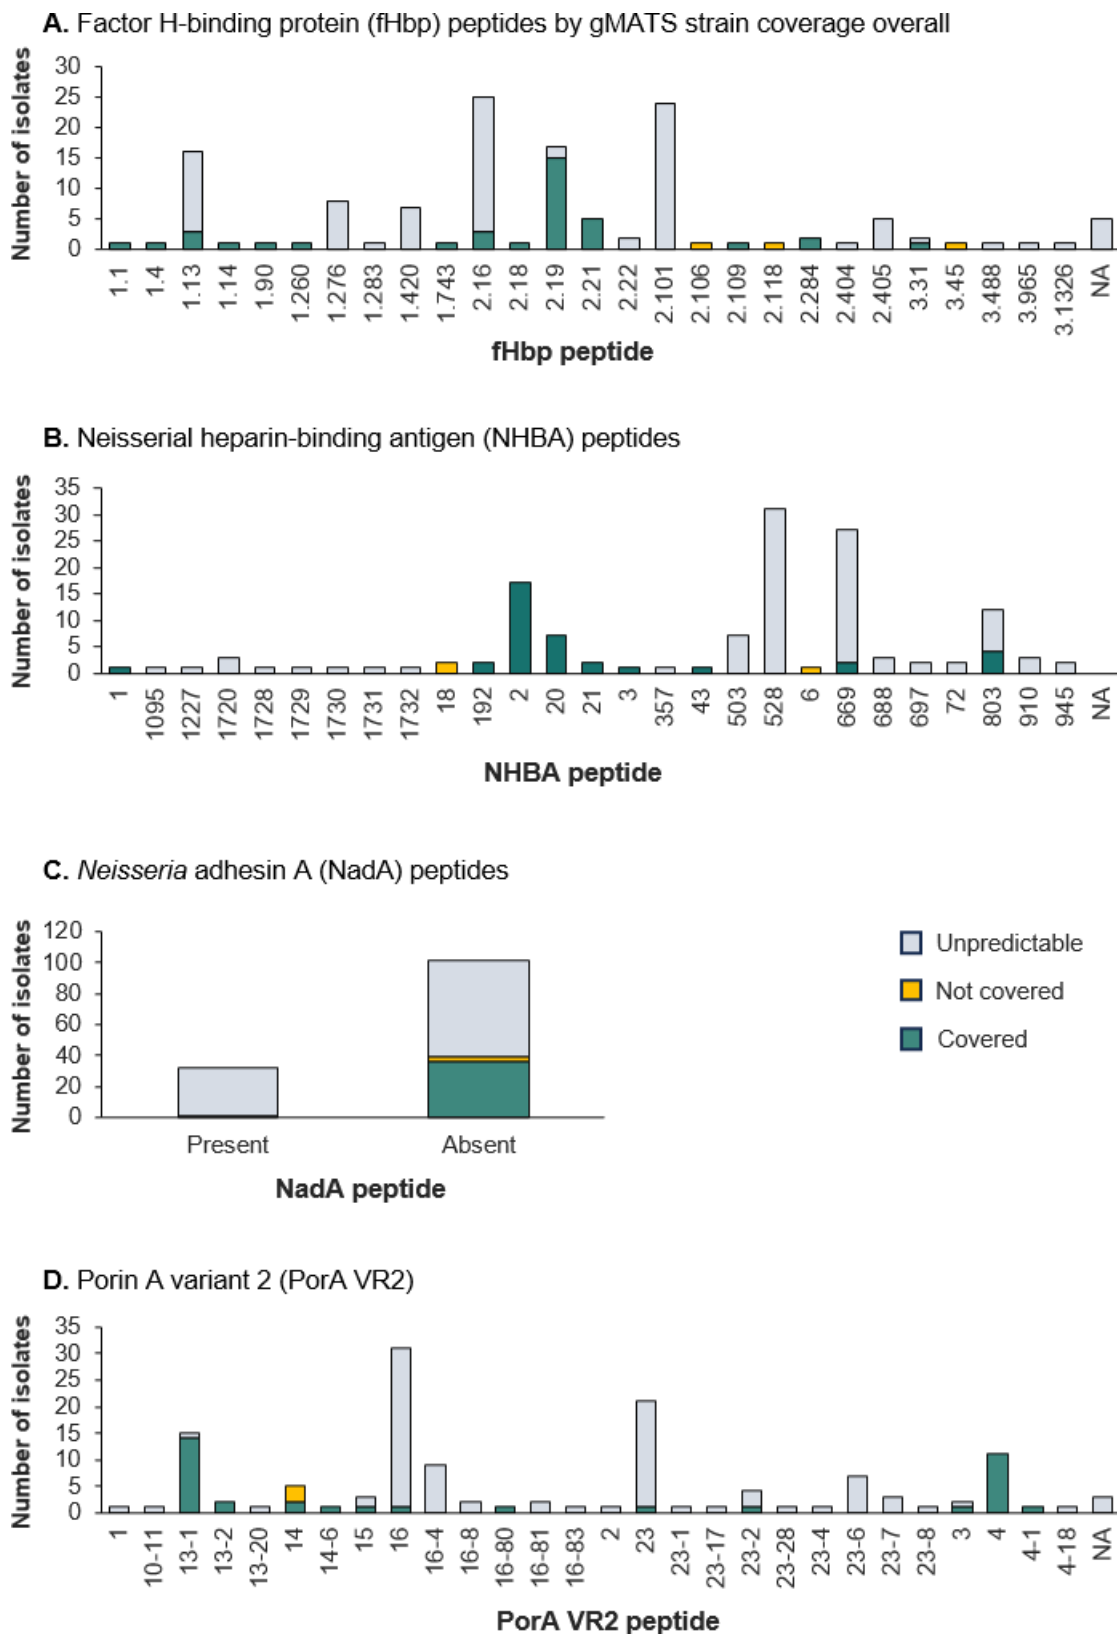 A. Factor H-binding protein (fHbp) peptides by gMATS strain coverage overall
Number of isolates
30
25
20
15
10
5
0
1.1 1.4 1.13 1.14 1.90 1.260 1.276 1.283 1.420 1.743 2.16 2.18 2.19 2.21 2.22 2.101 2.106 2.109 2.118 2.284 2.404 2.405 3.31 3.45 3.488 3.965 3.1326 NA
fHbp peptide
B. Neisserial heparin-binding antigen (NHBA) peptides
Number of isolates
35
30
25
20
15
10
5
0
1 1095 1227 1720 1728 1729 1730 1731 1732 18 192 2 20 21 3 357 43 503 528 6 669 688 697 72 803 910 945 NA
NHBA peptide
C. Neisseria adhesin A (NadA) peptides
Number of isolates
120
100
80
60
40
20
0
Present Absent
NadA peptide
Unpredictable
Not covered
Covered
D. Porin A variant 2 (PorA VR2)
Number of isolates
35
30
25
20
15
10
5
0
1 10-11 13-1 13-2 13-20 14 14-6 15 16 16-4 16-8 16-80 16-81 16-83 2 23 23-1 23-17 23-2 23-28 23-4 23-6 23-7 23-8 3 4 4-1 4-18 NA
PorA VR2 peptide